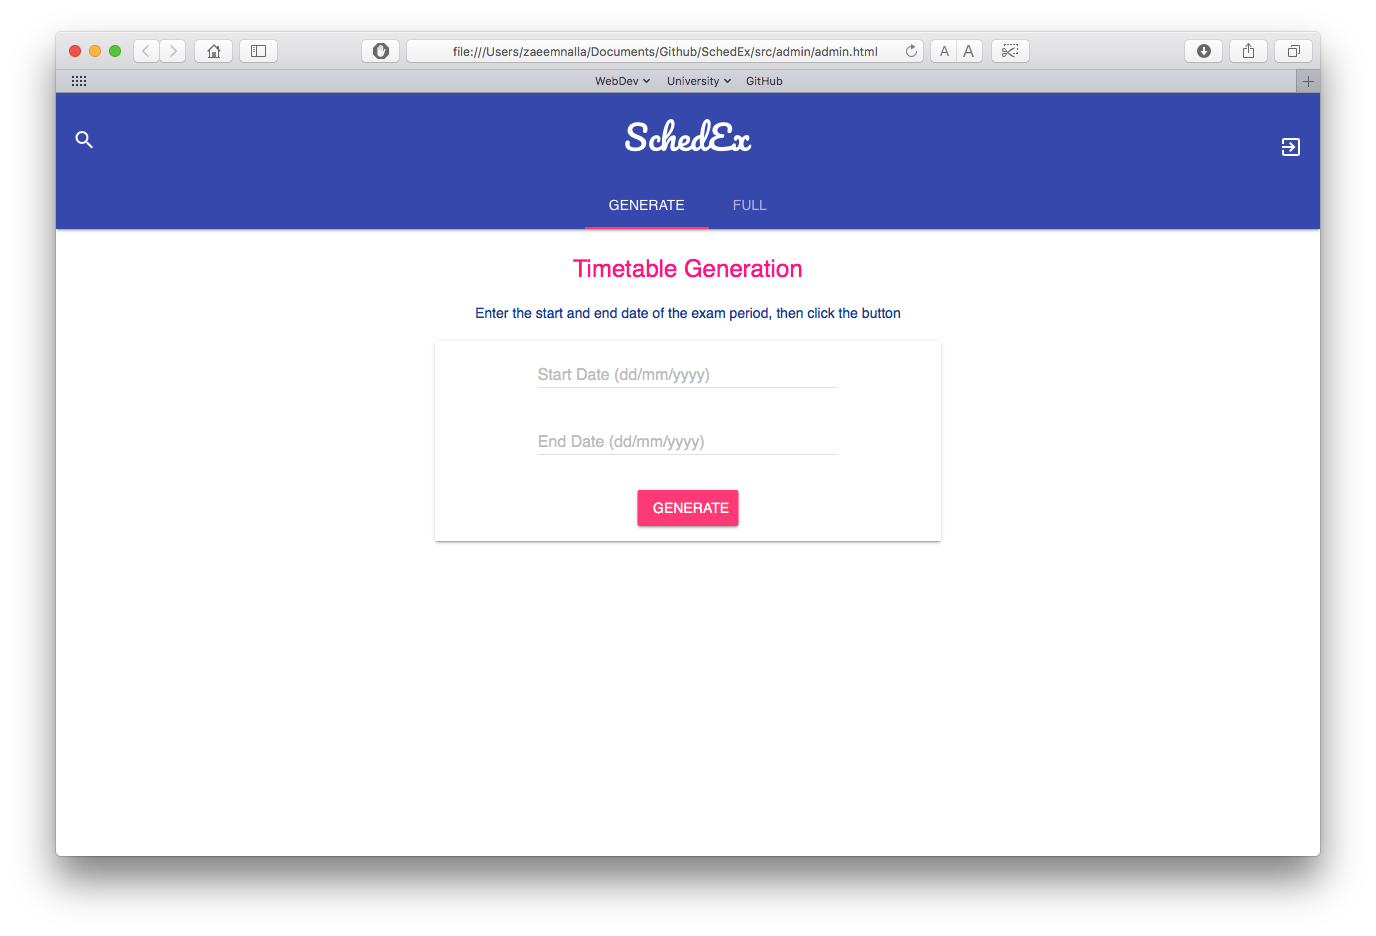 file:///Users/zaeemnalla/Documents/Github/SchedEx/src/admin/admin.html
A A
WebDev University GitHub
SchedEx
GENERATE FULL
Timetable Generation
Enter the start and end date of the exam period, then click the button
Start Date (dd/mm/yyyy)
End Date (dd/mm/yyyy)
GENERATE